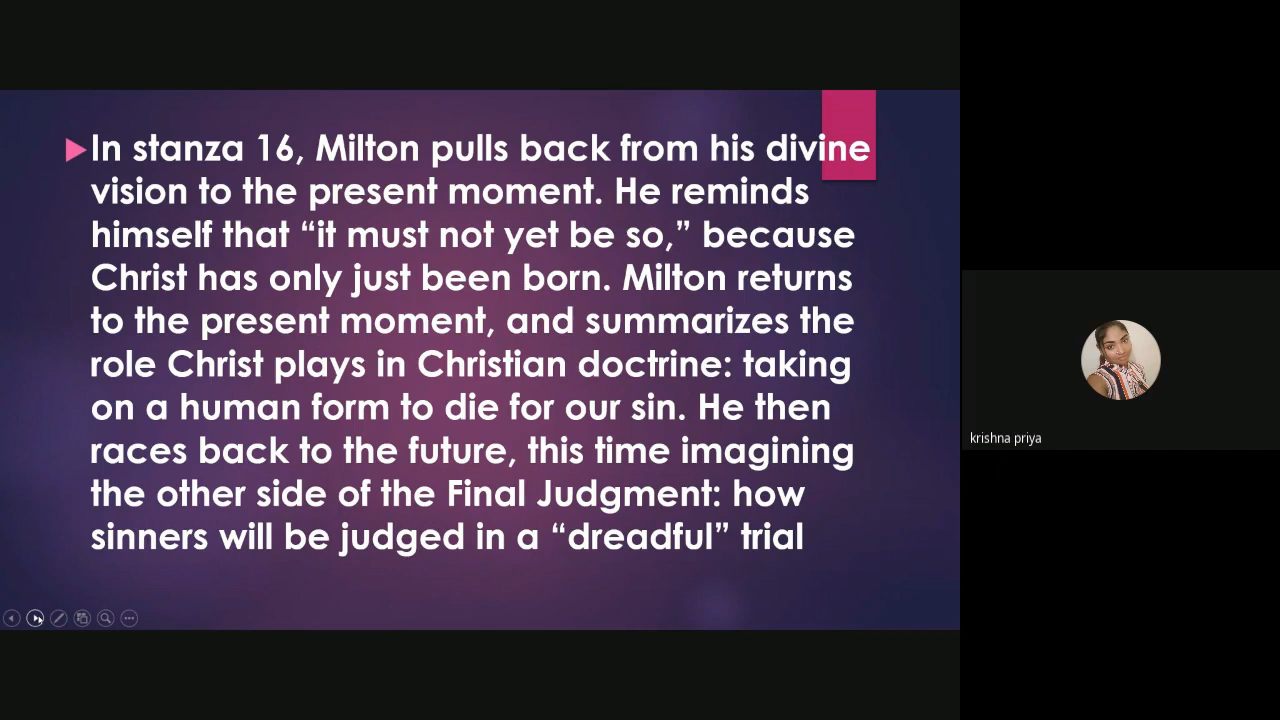 In stanza 16, Milton pulls back from his divine
vision to the present moment. He reminds
himself that “it must not yet be so,” because
Christ has only just been born. Milton returns
to the present moment, and summarizes the
role Christ plays in Christian doctrine: taking
on a human form to die for our sin. He then
races back to the future, this time imagining
the other side of the Final Judgment: how
sinners will be judged in a “dreadful” trial
krishna priya